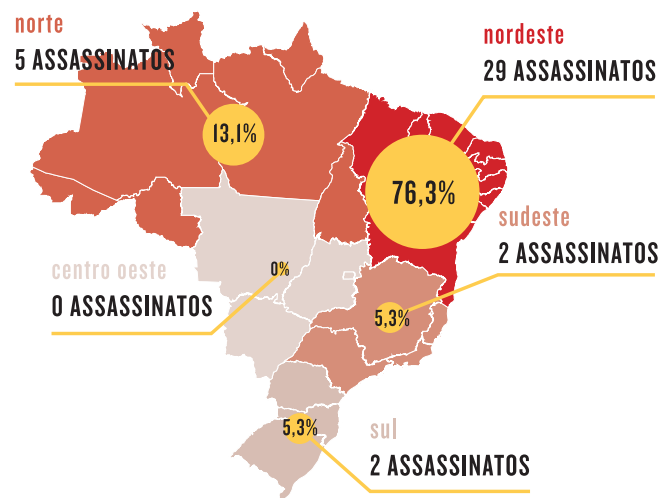 norte
5 ASSASSINATOS
13,1%
nordeste
29 ASSASSINATOS
76,3%
sudeste
2 ASSASSINATOS
5,3%
centro oeste
0 ASSASSINATOS
0%
sul
2 ASSASSINATOS
5,3%